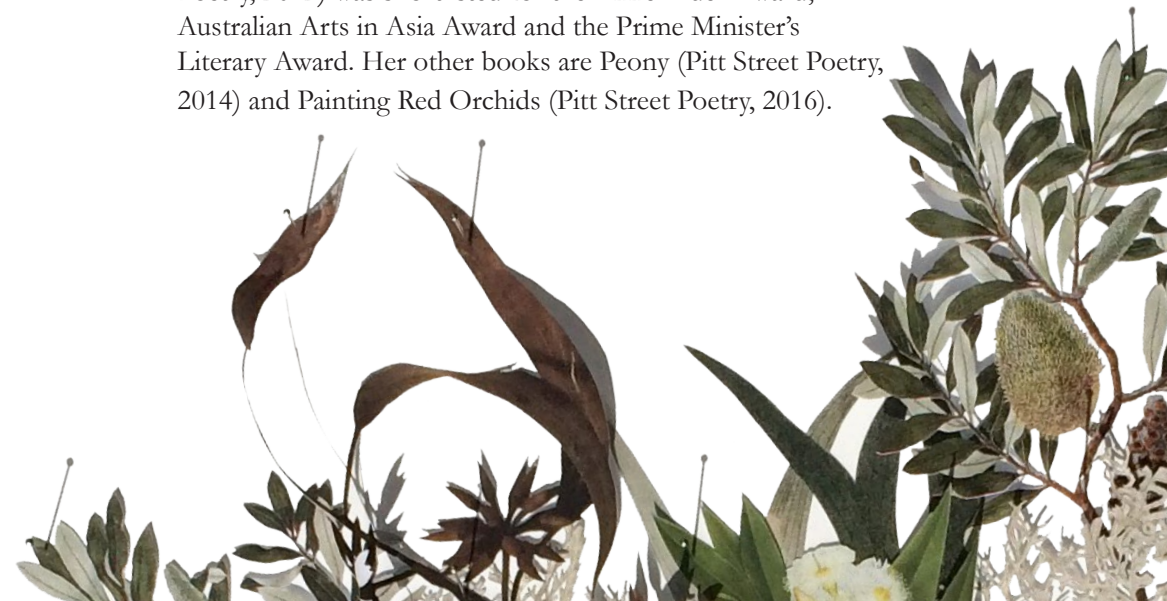 Australian Arts in Asia Award and the Prime Minister’s
Literary Award. Her other books are Peony (Pitt Street Poetry,
2014) and Painting Red Orchids (Pitt Street Poetry, 2016).